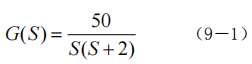 G(S) = 50 / S(S+2) （9－1）